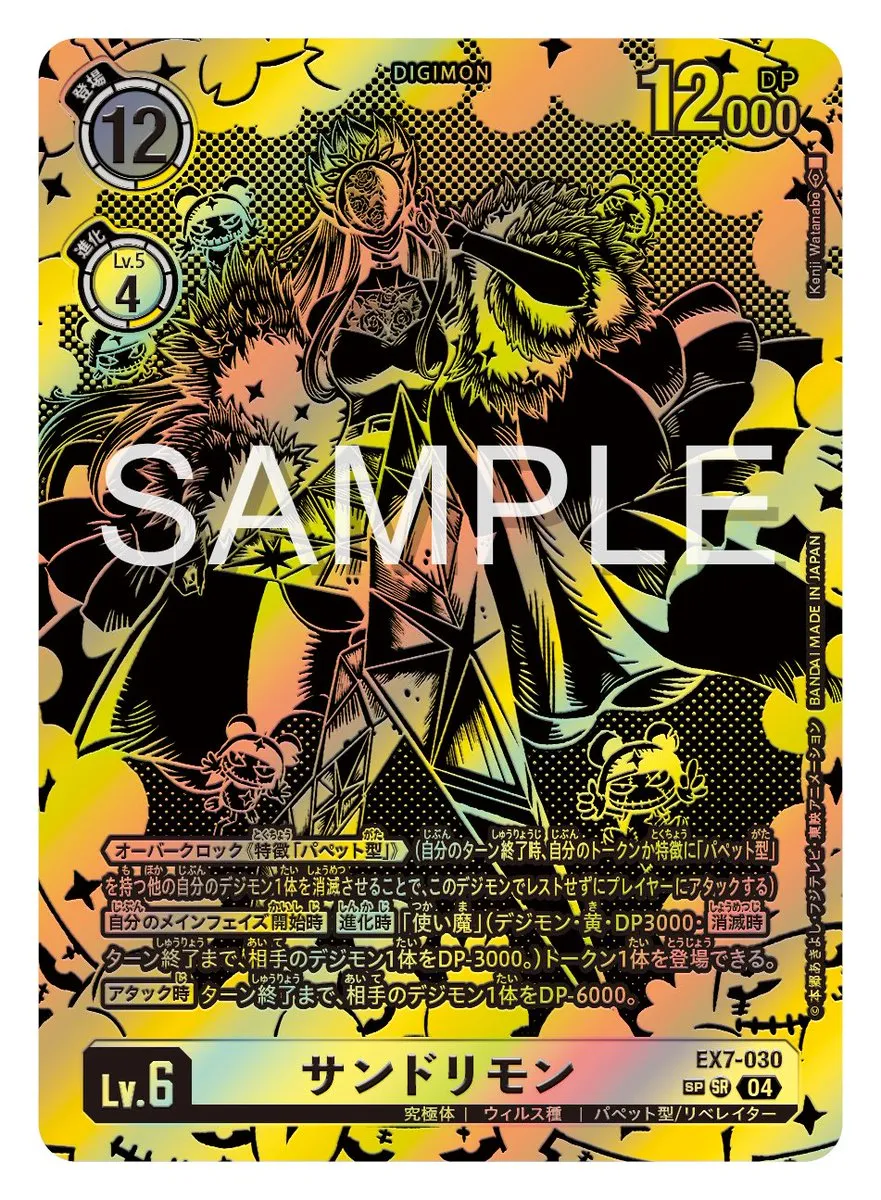 DIGIMON
登場
12
12000
DP
進化
Lv.5
4
Kenji Watanabe
SAMPLE
BANDAI MADE IN JAPAN
©本郷あきよし・フジテレビ・東映アニメーション
オーバークロック《特徴「パペット型」》(自分のターン終了時、自分のトークンか特徴に「パペット型」
を持つ他の自分のデジモン1体を消滅させることで、このデジモンでレストせずにプレイヤーにアタックする)
自分のメインフェイズ開始時 進化時 「使い魔」(デジモン・黄・DP3000・消滅時
ターン終了まで、相手のデジモン1体をDP-3000。)トークン1体を登場できる。
アタック時 ターン終了まで、相手のデジモン1体をDP-6000。
Lv.6
サンドリモン
EX7-030
SP SR 04
究極体 | ウィルス種 | パペット型/リベレイター